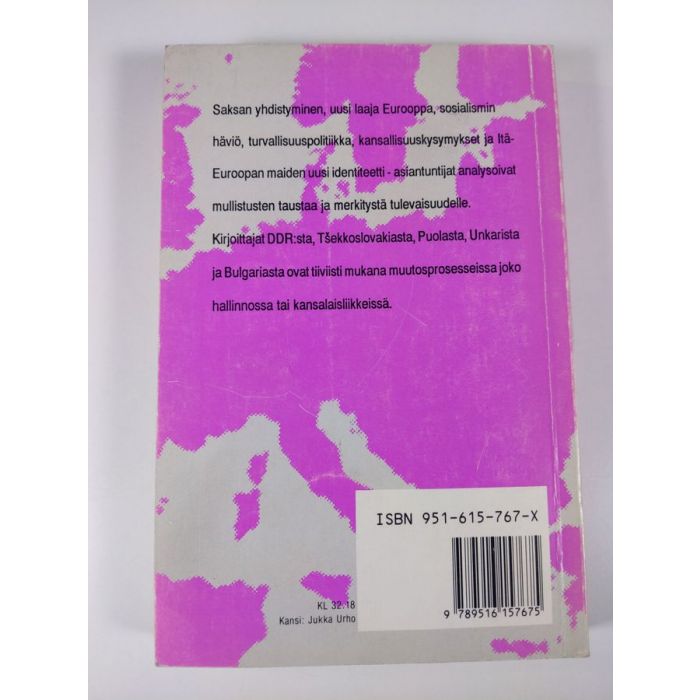 Saksan yhdistyminen, uusi laaja Eurooppa, sosialismin
häviö, turvallisuuspolitiikka, kansallisuuskysymykset ja Itä-
Euroopan maiden uusi identiteetti - asiantuntijat analysoivat
mullistusten taustaa ja merkitystä tulevaisuudelle.
Kirjoittajat DDR:sta, Tšekkoslovakiasta, Puolasta, Unkarista
ja Bulgariasta ovat tiiviisti mukana muutosprosesseissa joko
hallinnossa tai kansalaisliikkeissä.
ISBN 951-615-767-X
KL 32.18
Kansi: Jukka Urho
9 789516 157675